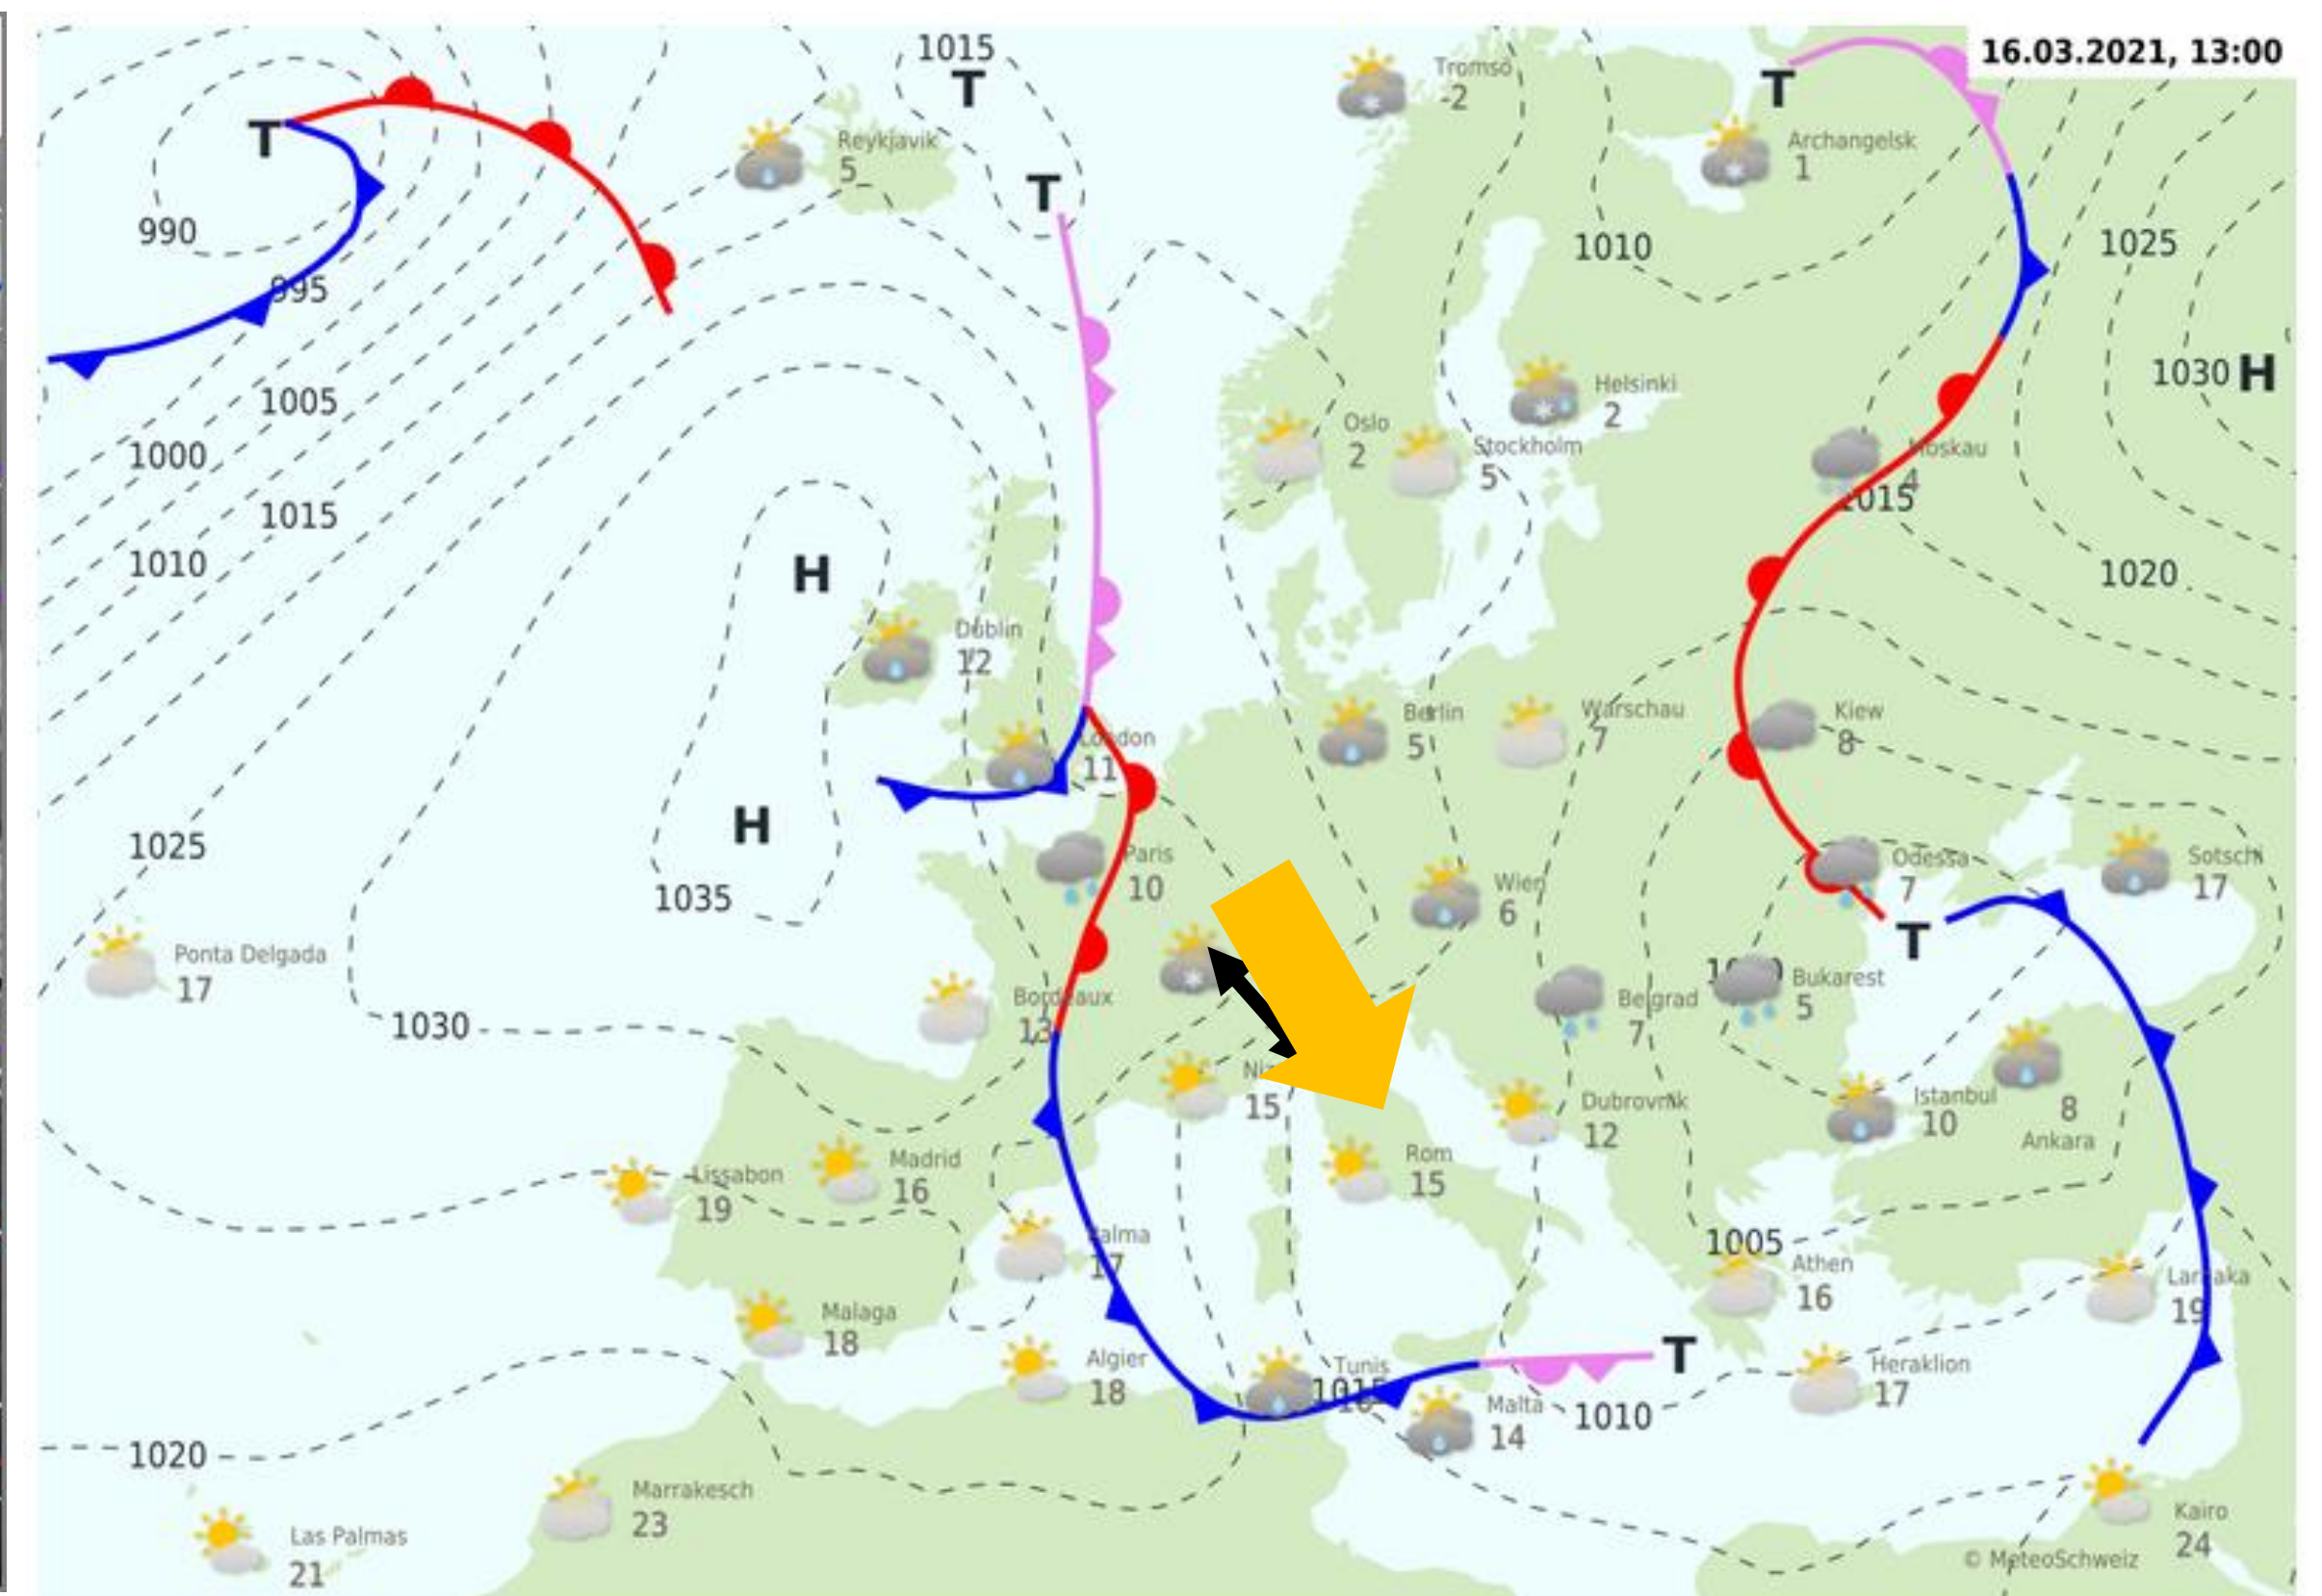 16.03.2021, 13:00
1015
T
Tromsö
-2
T
T
Reykjavik
5
T
Archangelsk
1
990
995
1010
1025
1030
H
1005
1000
1015
1010
Oslo
2
Stockholm
5
Helsinki
2
Moskau
4
1015
1020
H
Dublin
12
London
11
Berlin
5
Warschau
7
Kiew
8
H
1025
1035
Paris
10
Wien
6
Odessa
7
Sotschi
17
T
Ponta Delgada
17
1030
Bordeaux
13
Belgrad
7
Bukarest
5
15
Dubrovnik
12
Istanbul
10
8
Ankara
Lissabon
19
Madrid
16
Rom
15
Palma
17
1005
Athen
16
Larnaka
19
Malaga
18
Algier
18
Tunis
1015
T
Malta
14
1010
Heraklion
17
1020
Marrakesch
23
Las Palmas
21
Kairo
24
© MeteoSchweiz